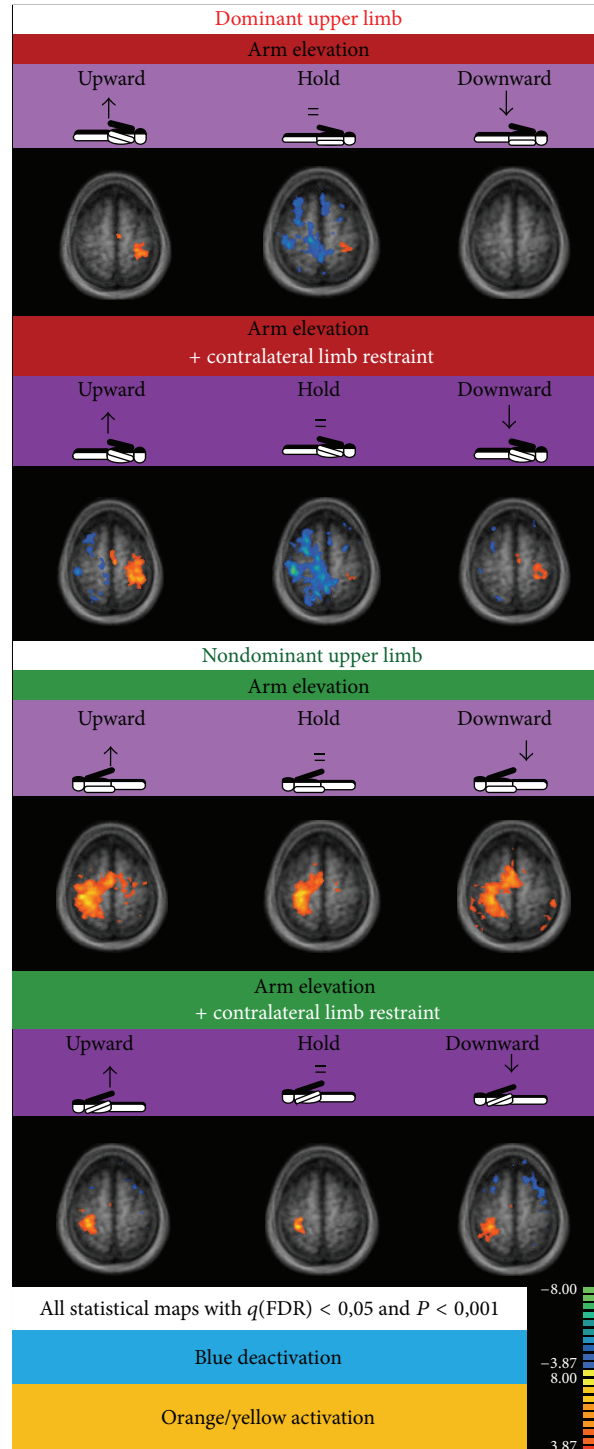 Dominant upper limb
Arm elevation
Upward Hold Downward
=
Arm elevation
+ contralateral limb restraint
Upward Hold Downward
=
Nondominant upper limb
Arm elevation
Upward Hold Downward
=
Arm elevation
+ contralateral limb restraint
Upward Hold Downward
=
All statistical maps with q(FDR) < 0,05 and P < 0,001
Blue deactivation
Orange/yellow activation
−8.00
−3.87
8.00
3.87